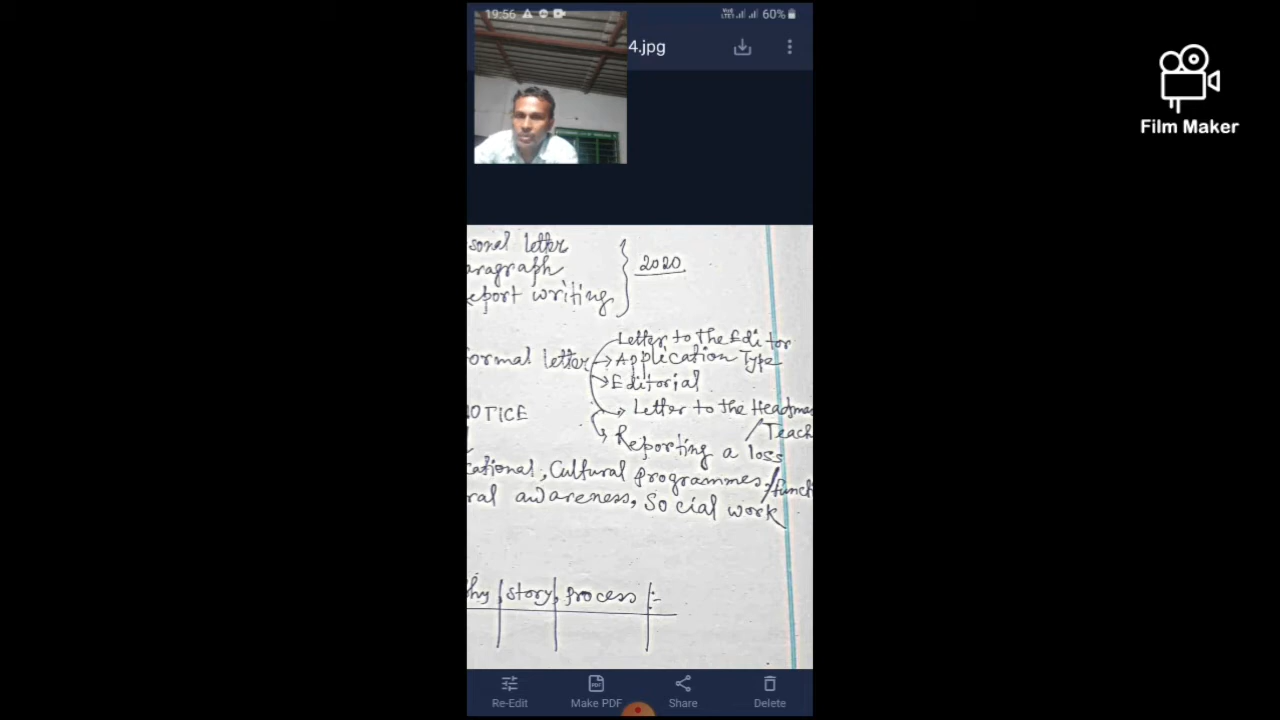 19:56
60%
4.jpg
Film Maker
sonal letter
aragraph
2020
eport writing
Letter to the Editor
ormal letter
Application Type
Editorial
OTICE
Letter to the Headmas
/Teach
Reporting a loss
cational, Cultural programmes,
/funct
ral awareness, Social work
hy, story, process :-
Re-Edit
Make PDF
Share
Delete